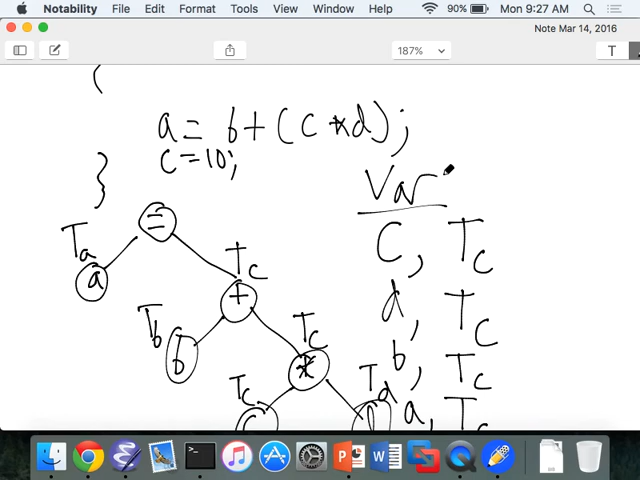 Notability File Edit Format Tools View Window Help 90% Mon 9:27 AM
Note Mar 14, 2016
187% T
{
a = b + (c * d);
c = 10;
}
Var
=
Ta
a
Tc
+
Tb
b
Tc
*
Tc
c
Td
d
C, Tc
d, Tc
b, Tc
a, Tc